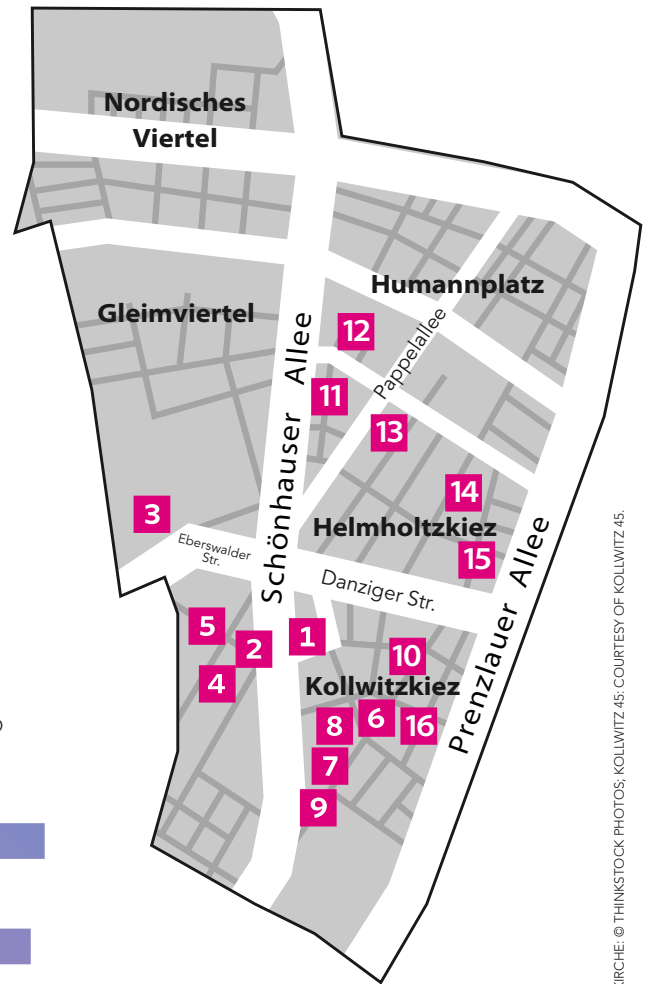 Nordisches
Viertel
Humannplatz
Gleimviertel
12
Schönhauser Allee
Pappelallee
11
13
14
3
Helmholtzkiez
Eberswalder
Str.
15
Danziger Str.
Prenzlauer Allee
5
1
2
10
4
Kollwitzkiez
6
8
16
7
9
KIRCHE: © THINKSTOCK PHOTOS; KOLLWITZ 45: COURTESY OF KOLLWITZ 45.